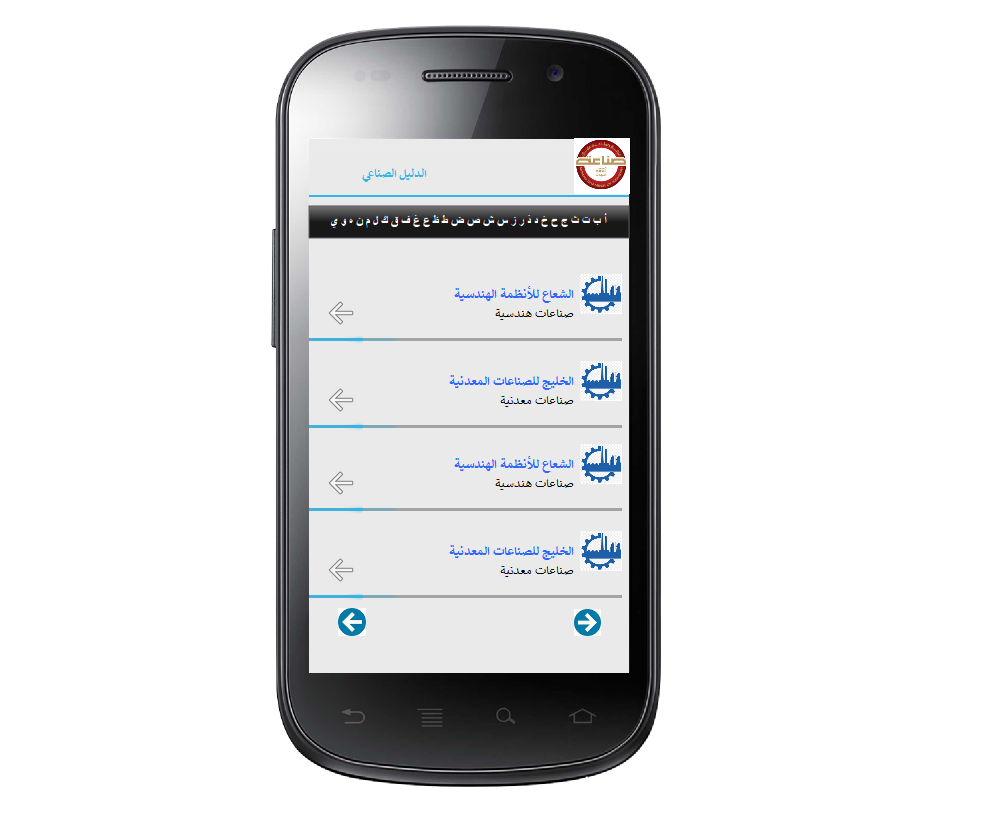 صناعة
الدليل الصناعي
أ ب ت ث ج ح خ د ذ ر ز س ش ص ض ط ظ ع غ ف ق ك ل م ن ه و ي
الشعاع للأنظمة الهندسية
صناعات هندسية
الخليج للصناعات المعدنية
صناعات معدنية
الشعاع للأنظمة الهندسية
صناعات هندسية
الخليج للصناعات المعدنية
صناعات معدنية